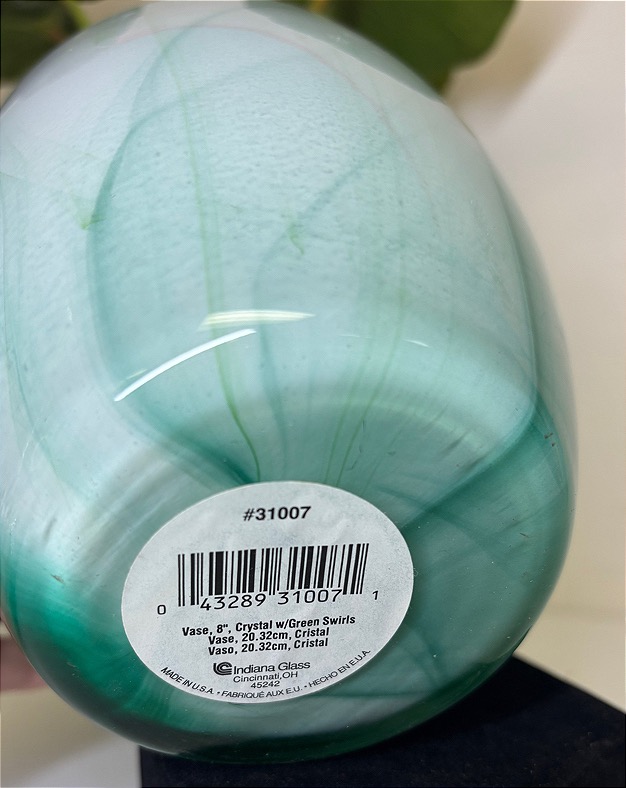 #31007
0 43289 31007 1
Vase, 8", Crystal w/Green Swirls
Vase, 20.32cm, Cristal
Vaso, 20.32cm, Cristal
Indiana Glass
Cincinnati, OH
45242
MADE IN U.S.A. • FABRIQUÉ AUX E.U. • HECHO EN E.U.A.